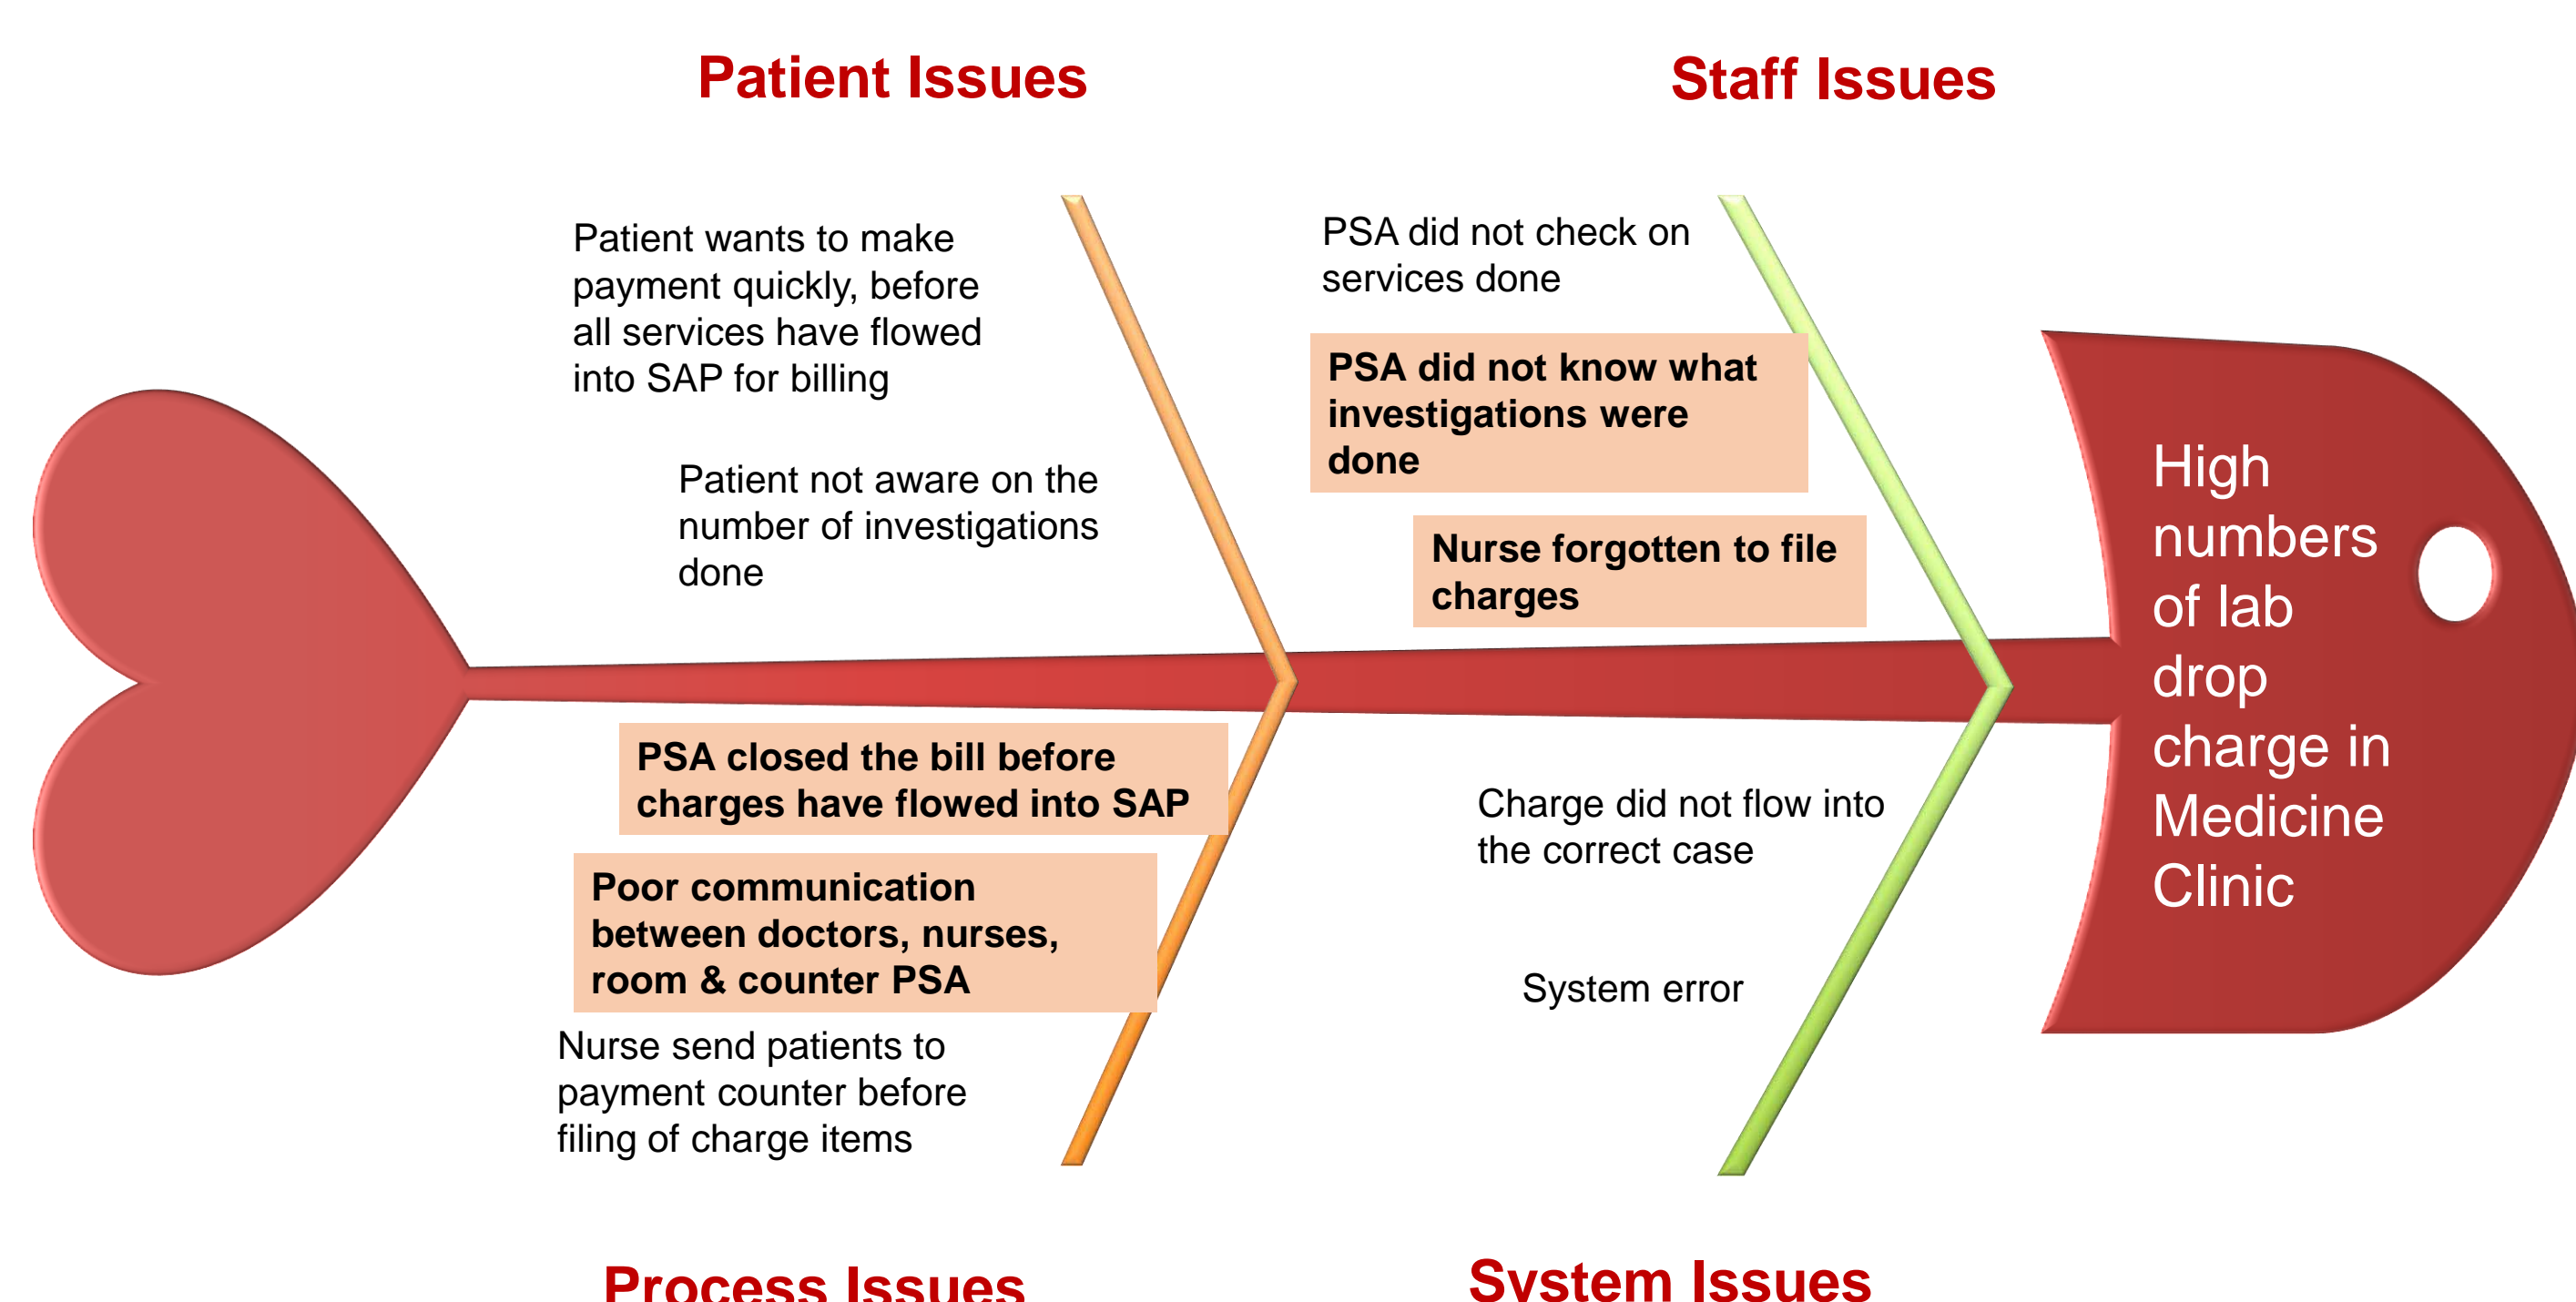 Patient Issues
Staff Issues
Patient wants to make
payment quickly, before
all services have flowed
into SAP for billing
Patient not aware on the
number of investigations
done
PSA did not check on
services done
PSA did not know what
investigations were
done
Nurse forgotten to file
charges
High
numbers
of lab
drop
charge in
Medicine
Clinic
PSA closed the bill before
charges have flowed into SAP
Poor communication
between doctors, nurses,
room & counter PSA
Nurse send patients to
payment counter before
filing of charge items
Charge did not flow into
the correct case
System error
Process Issues
System Issues